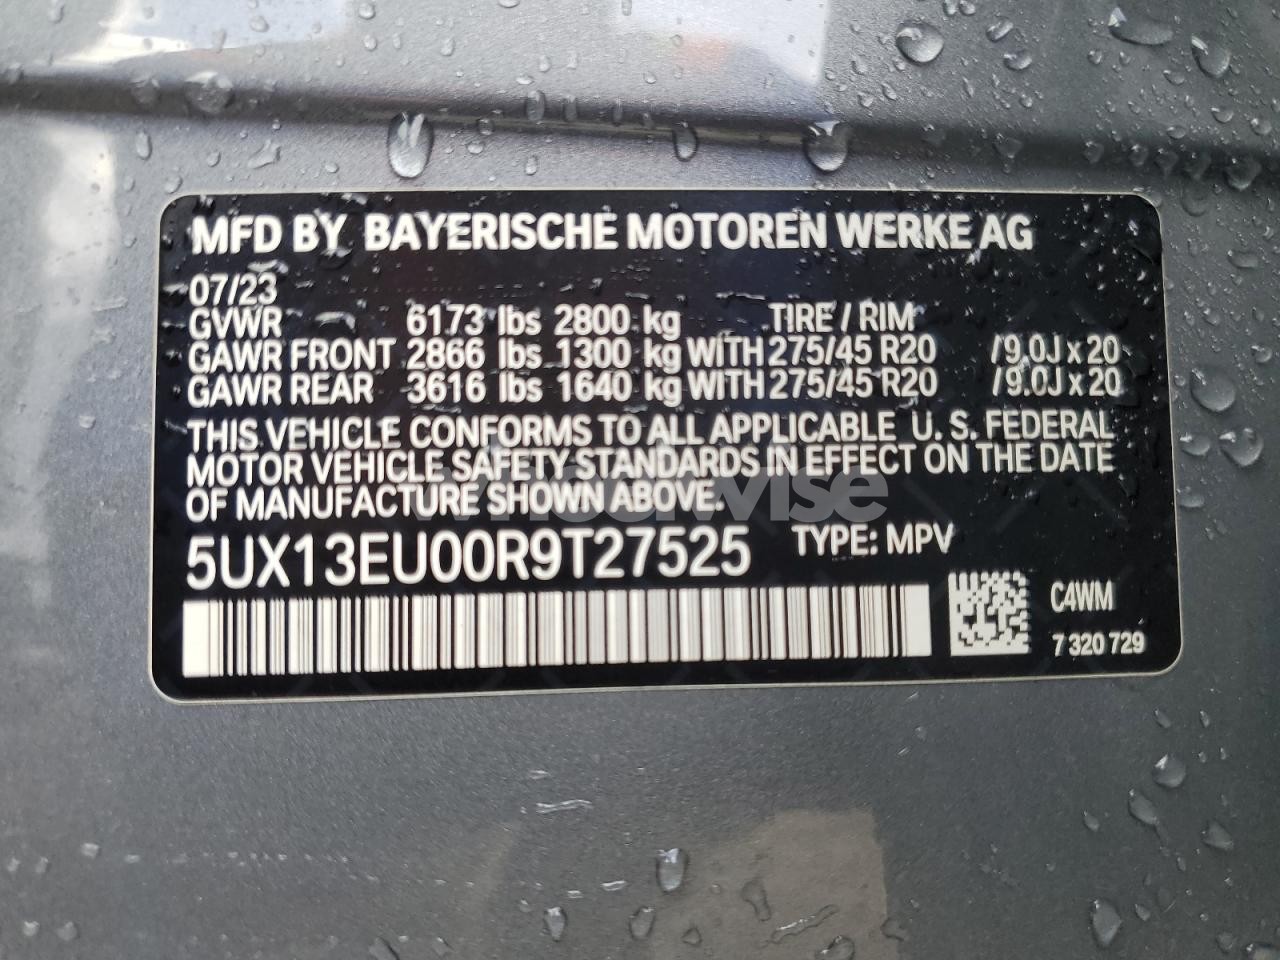 MFD BY BAYERISCHE MOTOREN WERKE AG
07/23
GVWR 6173 lbs 2800 kg TIRE / RIM
GAWR FRONT 2866 lbs 1300 kg WITH 275/45 R20 /9.0J x 20
GAWR REAR 3616 lbs 1640 kg WITH 275/45 R20 /9.0J x 20
THIS VEHICLE CONFORMS TO ALL APPLICABLE U. S. FEDERAL
MOTOR VEHICLE SAFETY STANDARDS IN EFFECT ON THE DATE
OF MANUFACTURE SHOWN ABOVE.
5UX13EU00R9T27525 TYPE: MPV
C4WM
7 320 729